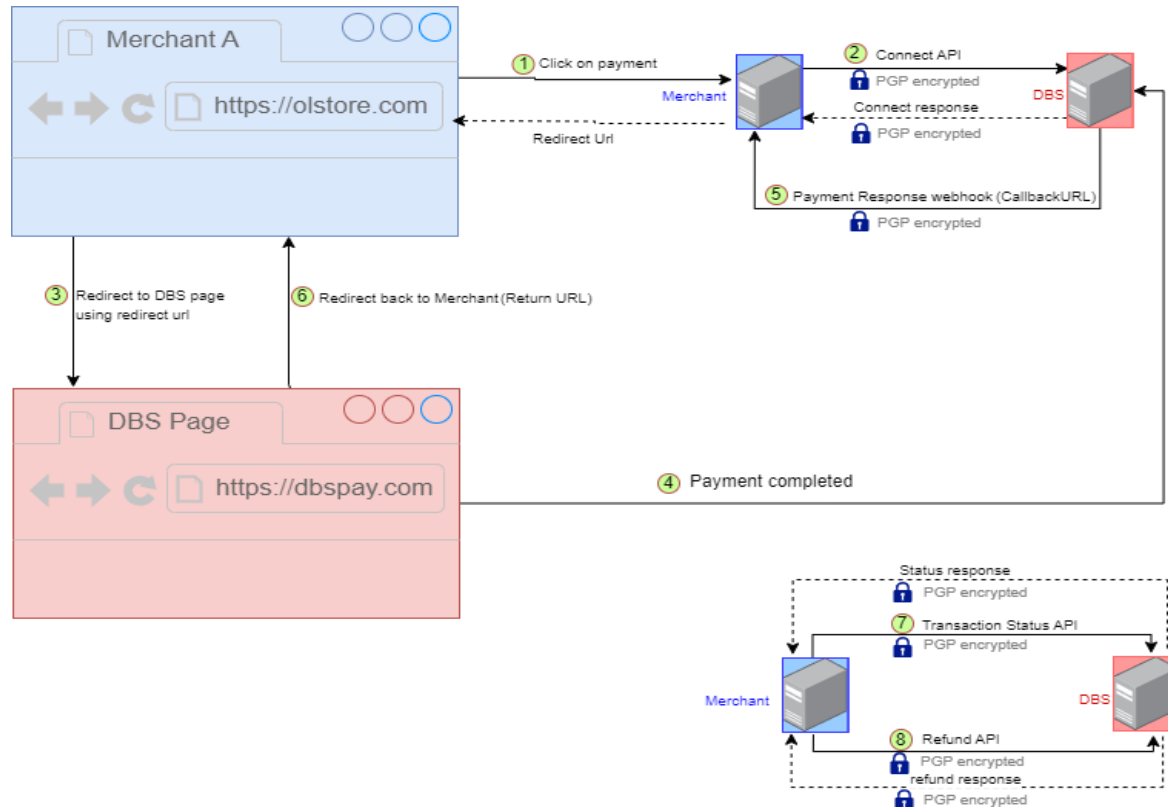 Merchant A
https://olstore.com
1 Click on payment
Merchant
Redirect Url
2 Connect API
PGP encrypted
DBS
Connect response
PGP encrypted
5 Payment Response webhook (CallbackURL)
PGP encrypted
3 Redirect to DBS page
using redirect url
6 Redirect back to Merchant(Return URL)
DBS Page
https://dbspay.com
4 Payment completed
Status response
PGP encrypted
7 Transaction Status API
PGP encrypted
Merchant
DBS
8 Refund API
PGP encrypted
refund response
PGP encrypted